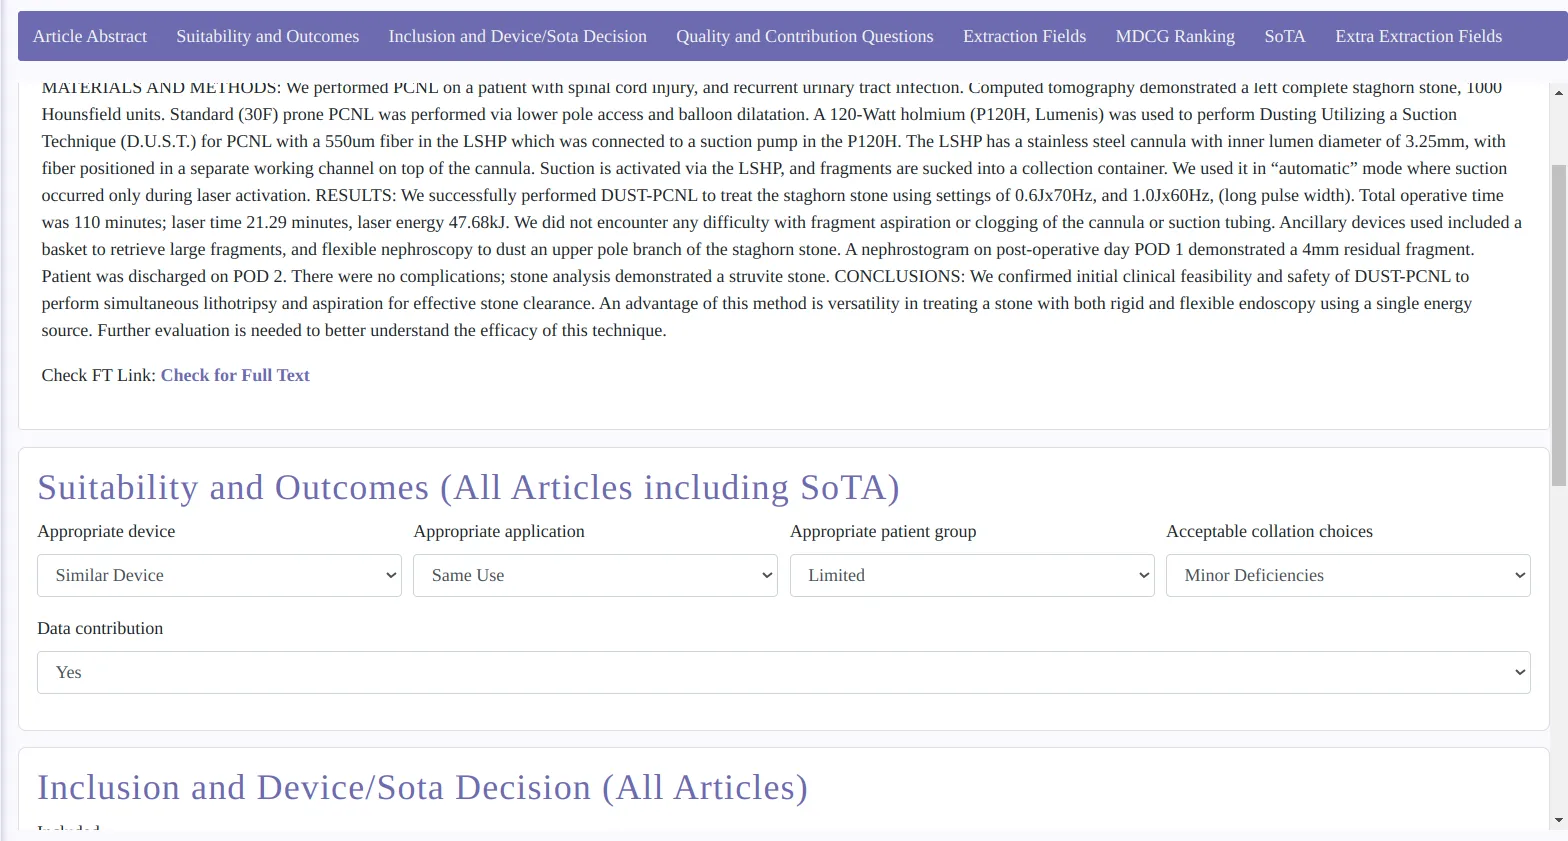 Article Abstract Suitability and Outcomes Inclusion and Device/Sota Decision Quality and Contribution Questions Extraction Fields MDCG Ranking SoTA Extra Extraction Fields
MATERIALS AND METHODS: We performed PCNL on a patient with spinal cord injury, and recurrent urinary tract infection. Computed tomography demonstrated a left complete staghorn stone, 1000
Hounsfield units. Standard (30F) prone PCNL was performed via lower pole access and balloon dilatation. A 120-Watt holmium (P120H, Lumenis) was used to perform Dusting Utilizing a Suction
Technique (D.U.S.T.) for PCNL with a 550um fiber in the LSHP which was connected to a suction pump in the P120H. The LSHP has a stainless steel cannula with inner lumen diameter of 3.25mm, with
fiber positioned in a separate working channel on top of the cannula. Suction is activated via the LSHP, and fragments are sucked into a collection container. We used it in “automatic” mode where suction
occurred only during laser activation. RESULTS: We successfully performed DUST-PCNL to treat the staghorn stone using settings of 0.6Jx70Hz, and 1.0Jx60Hz, (long pulse width). Total operative time
was 110 minutes; laser time 21.29 minutes, laser energy 47.68kJ. We did not encounter any difficulty with fragment aspiration or clogging of the cannula or suction tubing. Ancillary devices used included a
basket to retrieve large fragments, and flexible nephroscopy to dust an upper pole branch of the staghorn stone. A nephrostogram on post-operative day POD 1 demonstrated a 4mm residual fragment.
Patient was discharged on POD 2. There were no complications; stone analysis demonstrated a struvite stone. CONCLUSIONS: We confirmed initial clinical feasibility and safety of DUST-PCNL to
perform simultaneous lithotripsy and aspiration for effective stone clearance. An advantage of this method is versatility in treating a stone with both rigid and flexible endoscopy using a single energy
source. Further evaluation is needed to better understand the efficacy of this technique.
Check FT Link: Check for Full Text
Suitability and Outcomes (All Articles including SoTA)
Appropriate device Appropriate application Appropriate patient group Acceptable collation choices
Similar Device Same Use Limited Minor Deficiencies
Data contribution
Yes
Inclusion and Device/Sota Decision (All Articles)
Included